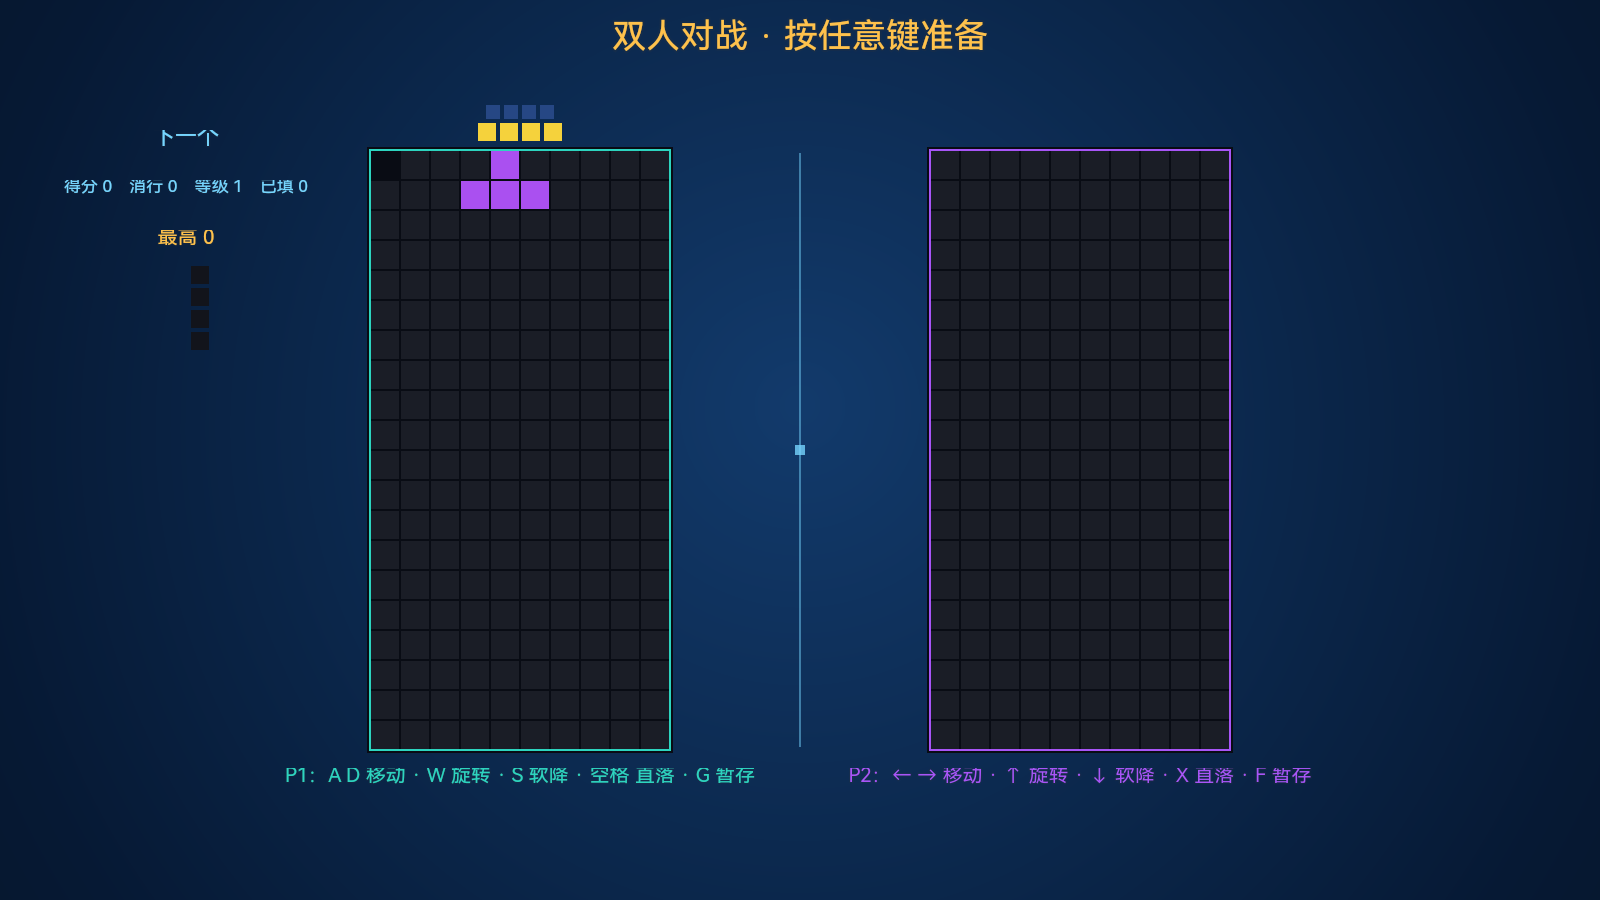 双人对战 · 按任意键准备
下一个
得分 0 消行 0 等级 1 已填 0
最高 0
P1: A D 移动 · W 旋转 · S 软降 · 空格 直落 · G 暂存
P2: ← → 移动 · ↑ 旋转 · ↓ 软降 · X 直落 · F 暂存